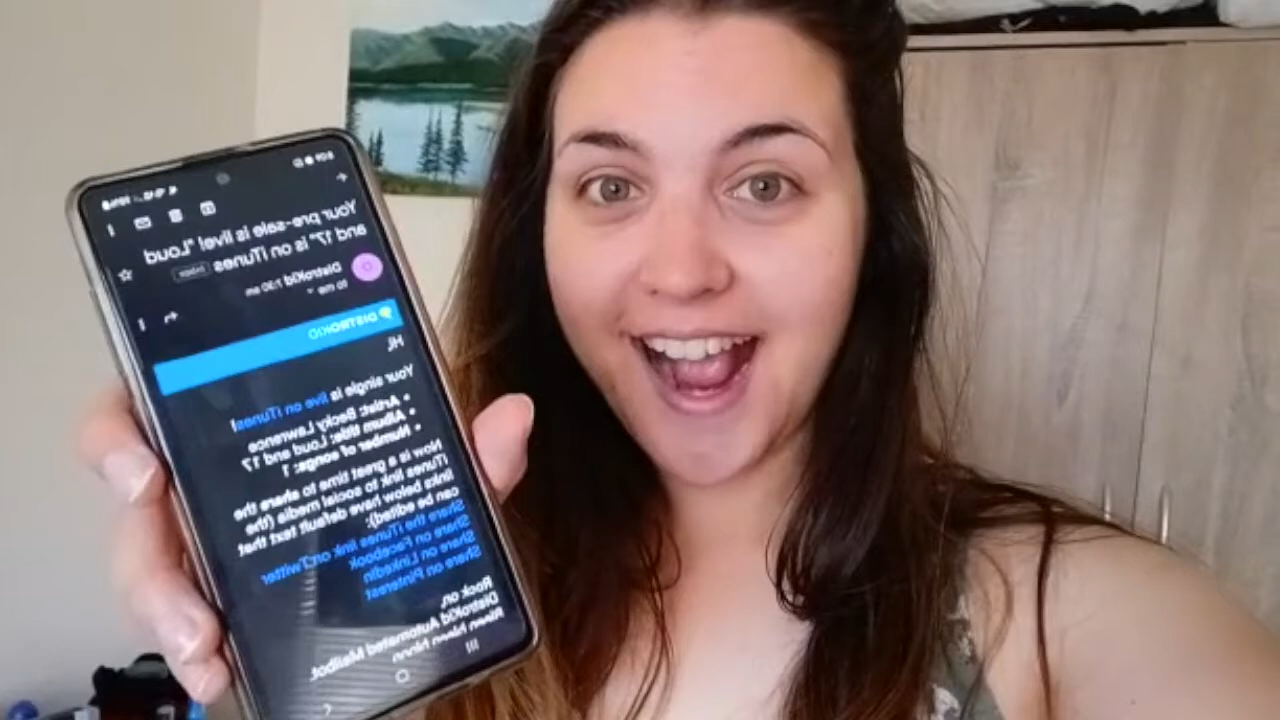 8:09
Your pre-sale is live! "Loud
and 17" is on iTunes Inbox
DistroKid 7:30 am
to me
DISTROKID
Hi,
Your single is live on iTunes!
• Artist: Becky Lawrence
• Album title: Loud and 17
• Number of songs: 1
Now is a great time to share the
iTunes link to social media (the
links below have default text that
can be edited):
Share the iTunes link on Twitter
Share on Facebook
Share on LinkedIn
Share on Pinterest
Rock on,
DistroKid Automated Mailbot.